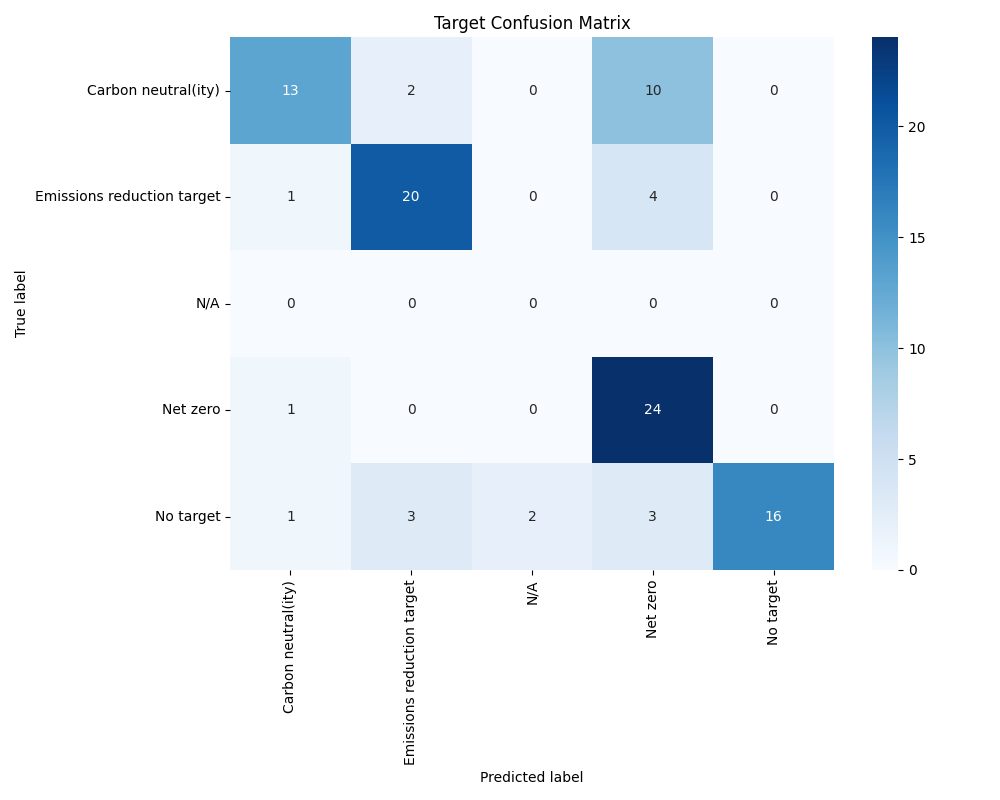 Target Confusion Matrix
Carbon neutral(ity) 13 2 0 10 0
Emissions reduction target 1 20 0 4 0
N/A 0 0 0 0 0
Net zero 1 0 0 24 0
No target 1 3 2 3 16
True label
Carbon neutral(ity)
Emissions reduction target
N/A
Net zero
No target
Predicted label
20
15
10
5
0